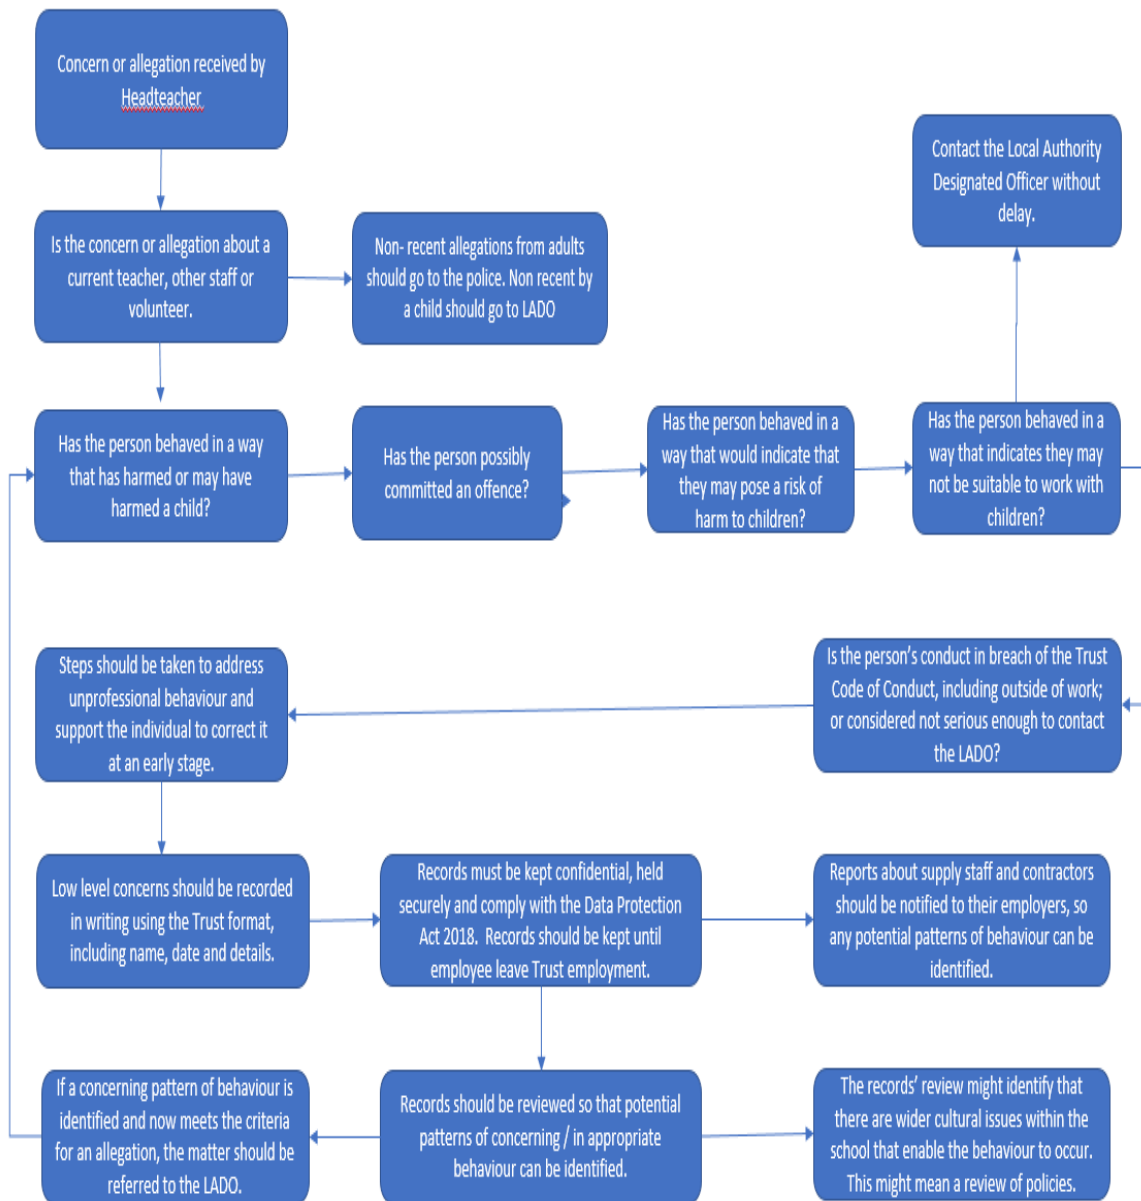 Concern or allegation received by
Headteacher
Contact the Local Authority
Designated Officer without
delay.
Is the concern or allegation about a
current teacher, other staff or
volunteer.
Non- recent allegations from adults
should go to the police. Non recent by
a child should go to LADO
Has the person behaved in a way
that has harmed or may have
harmed a child?
Has the person possibly
committed an offence?
Has the person behaved in a
way that would indicate that
they may pose a risk of
harm to children?
Has the person behaved in a
way that indicates they may
not be suitable to work with
children?
Steps should be taken to address
unprofessional behaviour and
support the individual to correct it
at an early stage.
Is the person’s conduct in breach of the Trust
Code of Conduct, including outside of work;
or considered not serious enough to contact
the LADO?
Low level concerns should be recorded
in writing using the Trust format,
including name, date and details.
Records must be kept confidential, held
securely and comply with the Data Protection
Act 2018. Records should be kept until
employee leave Trust employment.
Reports about supply staff and contractors
should be notified to their employers, so
any potential patterns of behaviour can be
identified.
If a concerning pattern of behaviour is
identified and now meets the criteria
for an allegation, the matter should be
referred to the LADO.
Records should be reviewed so that potential
patterns of concerning / in appropriate
behaviour can be identified.
The records’ review might identify that
there are wider cultural issues within the
school that enable the behaviour to occur.
This might mean a review of policies.